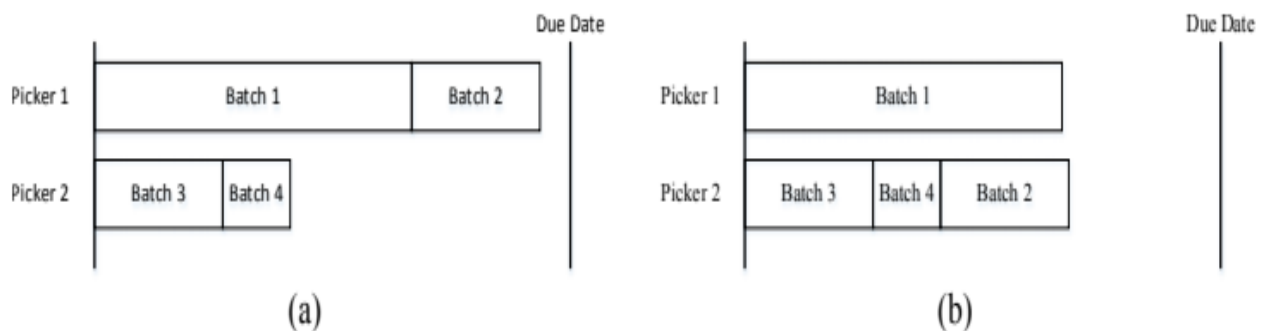 Due Date
Picker 1 Batch 1 Batch 2
Picker 2 Batch 3 Batch 4
(a)
Due Date
Picker 1 Batch 1
Picker 2 Batch 3 Batch 4 Batch 2
(b)